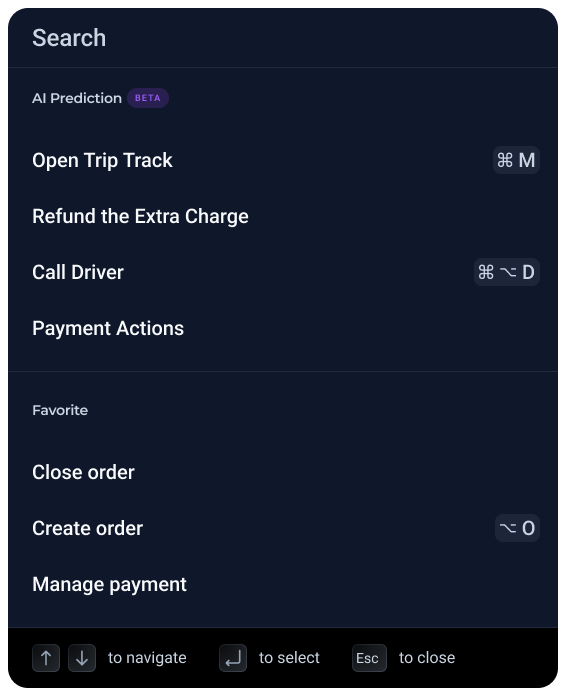 Search
AI Prediction BETA
Open Trip Track ⌘ M
Refund the Extra Charge
Call Driver ⌘ ⌥ D
Payment Actions
Favorite
Close order
Create order ⌥ O
Manage payment
↑ ↓ to navigate ↵ to select Esc to close